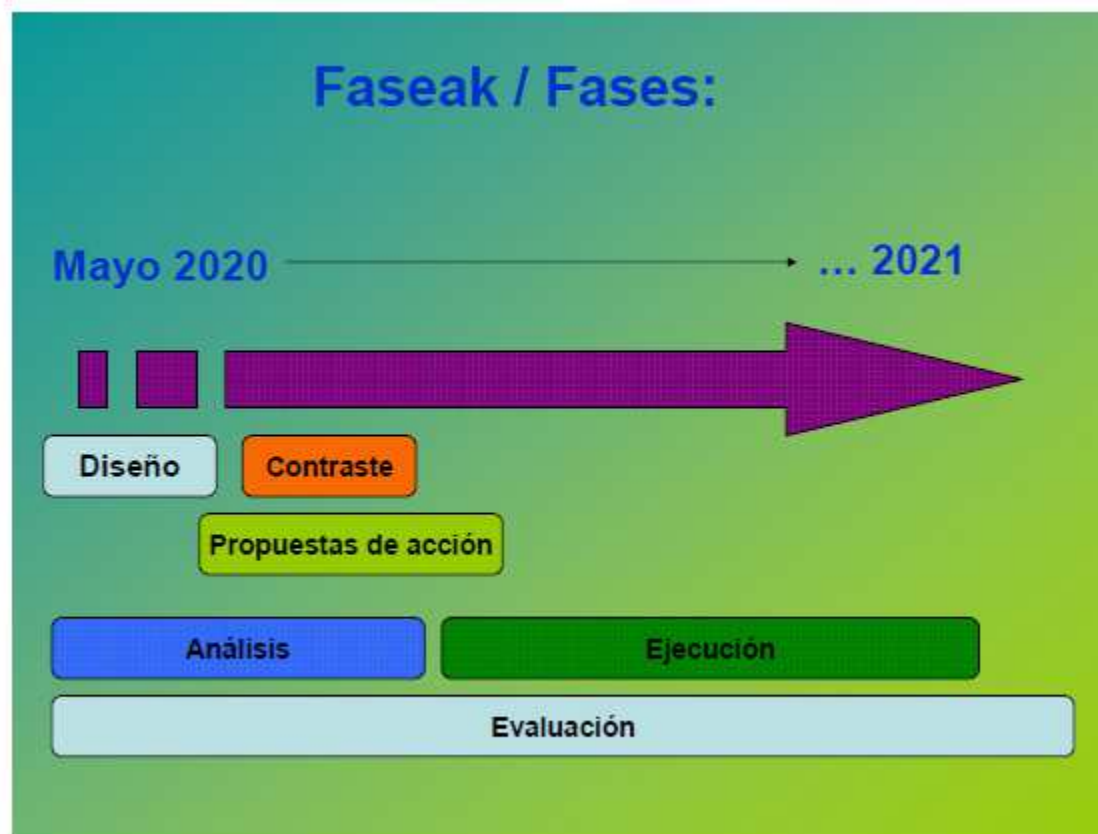 Faseak / Fases:
Mayo 2020
... 2021
Diseño
Contraste
Propuestas de acción
Análisis
Ejecución
Evaluación